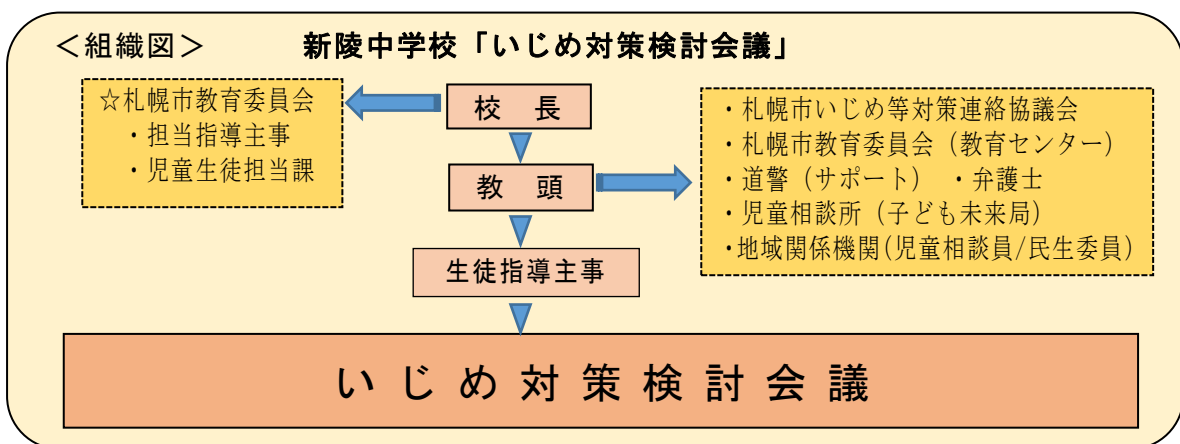 <組織図> 新陵中学校「いじめ対策検討会議」
☆札幌市教育委員会
・担当指導主事
・児童生徒担当課
校 長
教 頭
生徒指導主事
・札幌市いじめ等対策連絡協議会
・札幌市教育委員会（教育センター）
・道警（サポート） ・弁護士
・児童相談所（子ども未来局）
・地域関係機関(児童相談員/民生委員)
いじめ対策検討会議